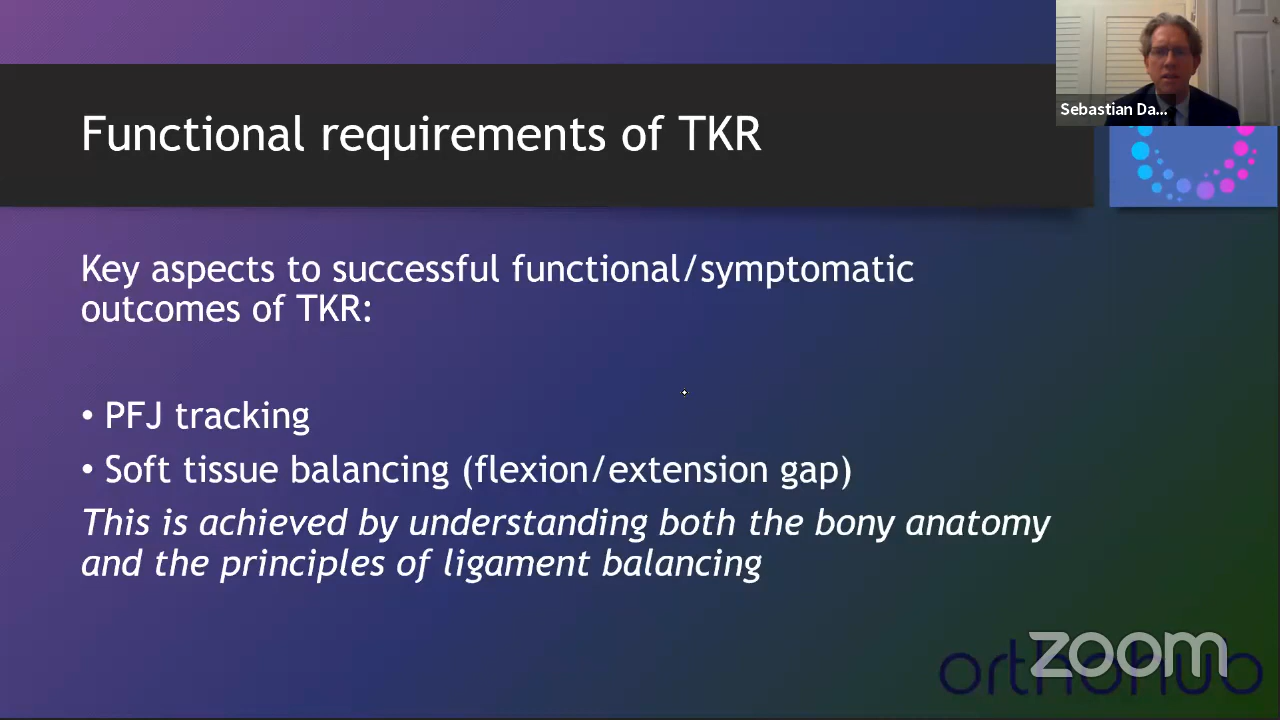 Sebastian Da...
Functional requirements of TKR
Key aspects to successful functional/symptomatic
outcomes of TKR:
• PFJ tracking
• Soft tissue balancing (flexion/extension gap)
This is achieved by understanding both the bony anatomy
and the principles of ligament balancing
zoom
orthohub